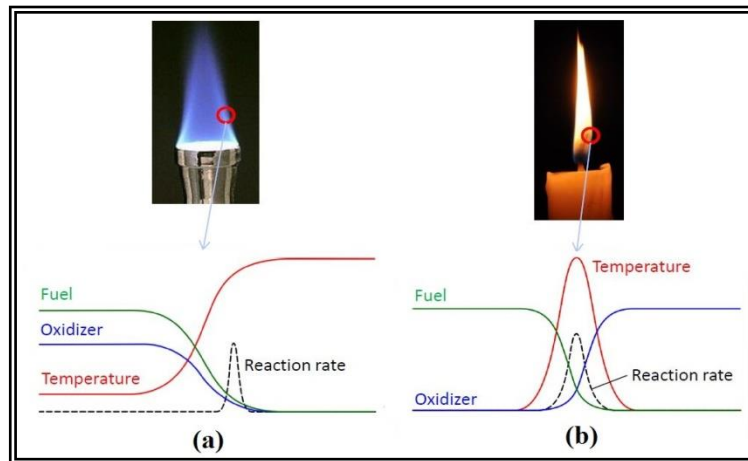 Fuel
Oxidizer
Temperature
Reaction rate
(a)
Temperature
Fuel
Reaction rate
Oxidizer
(b)